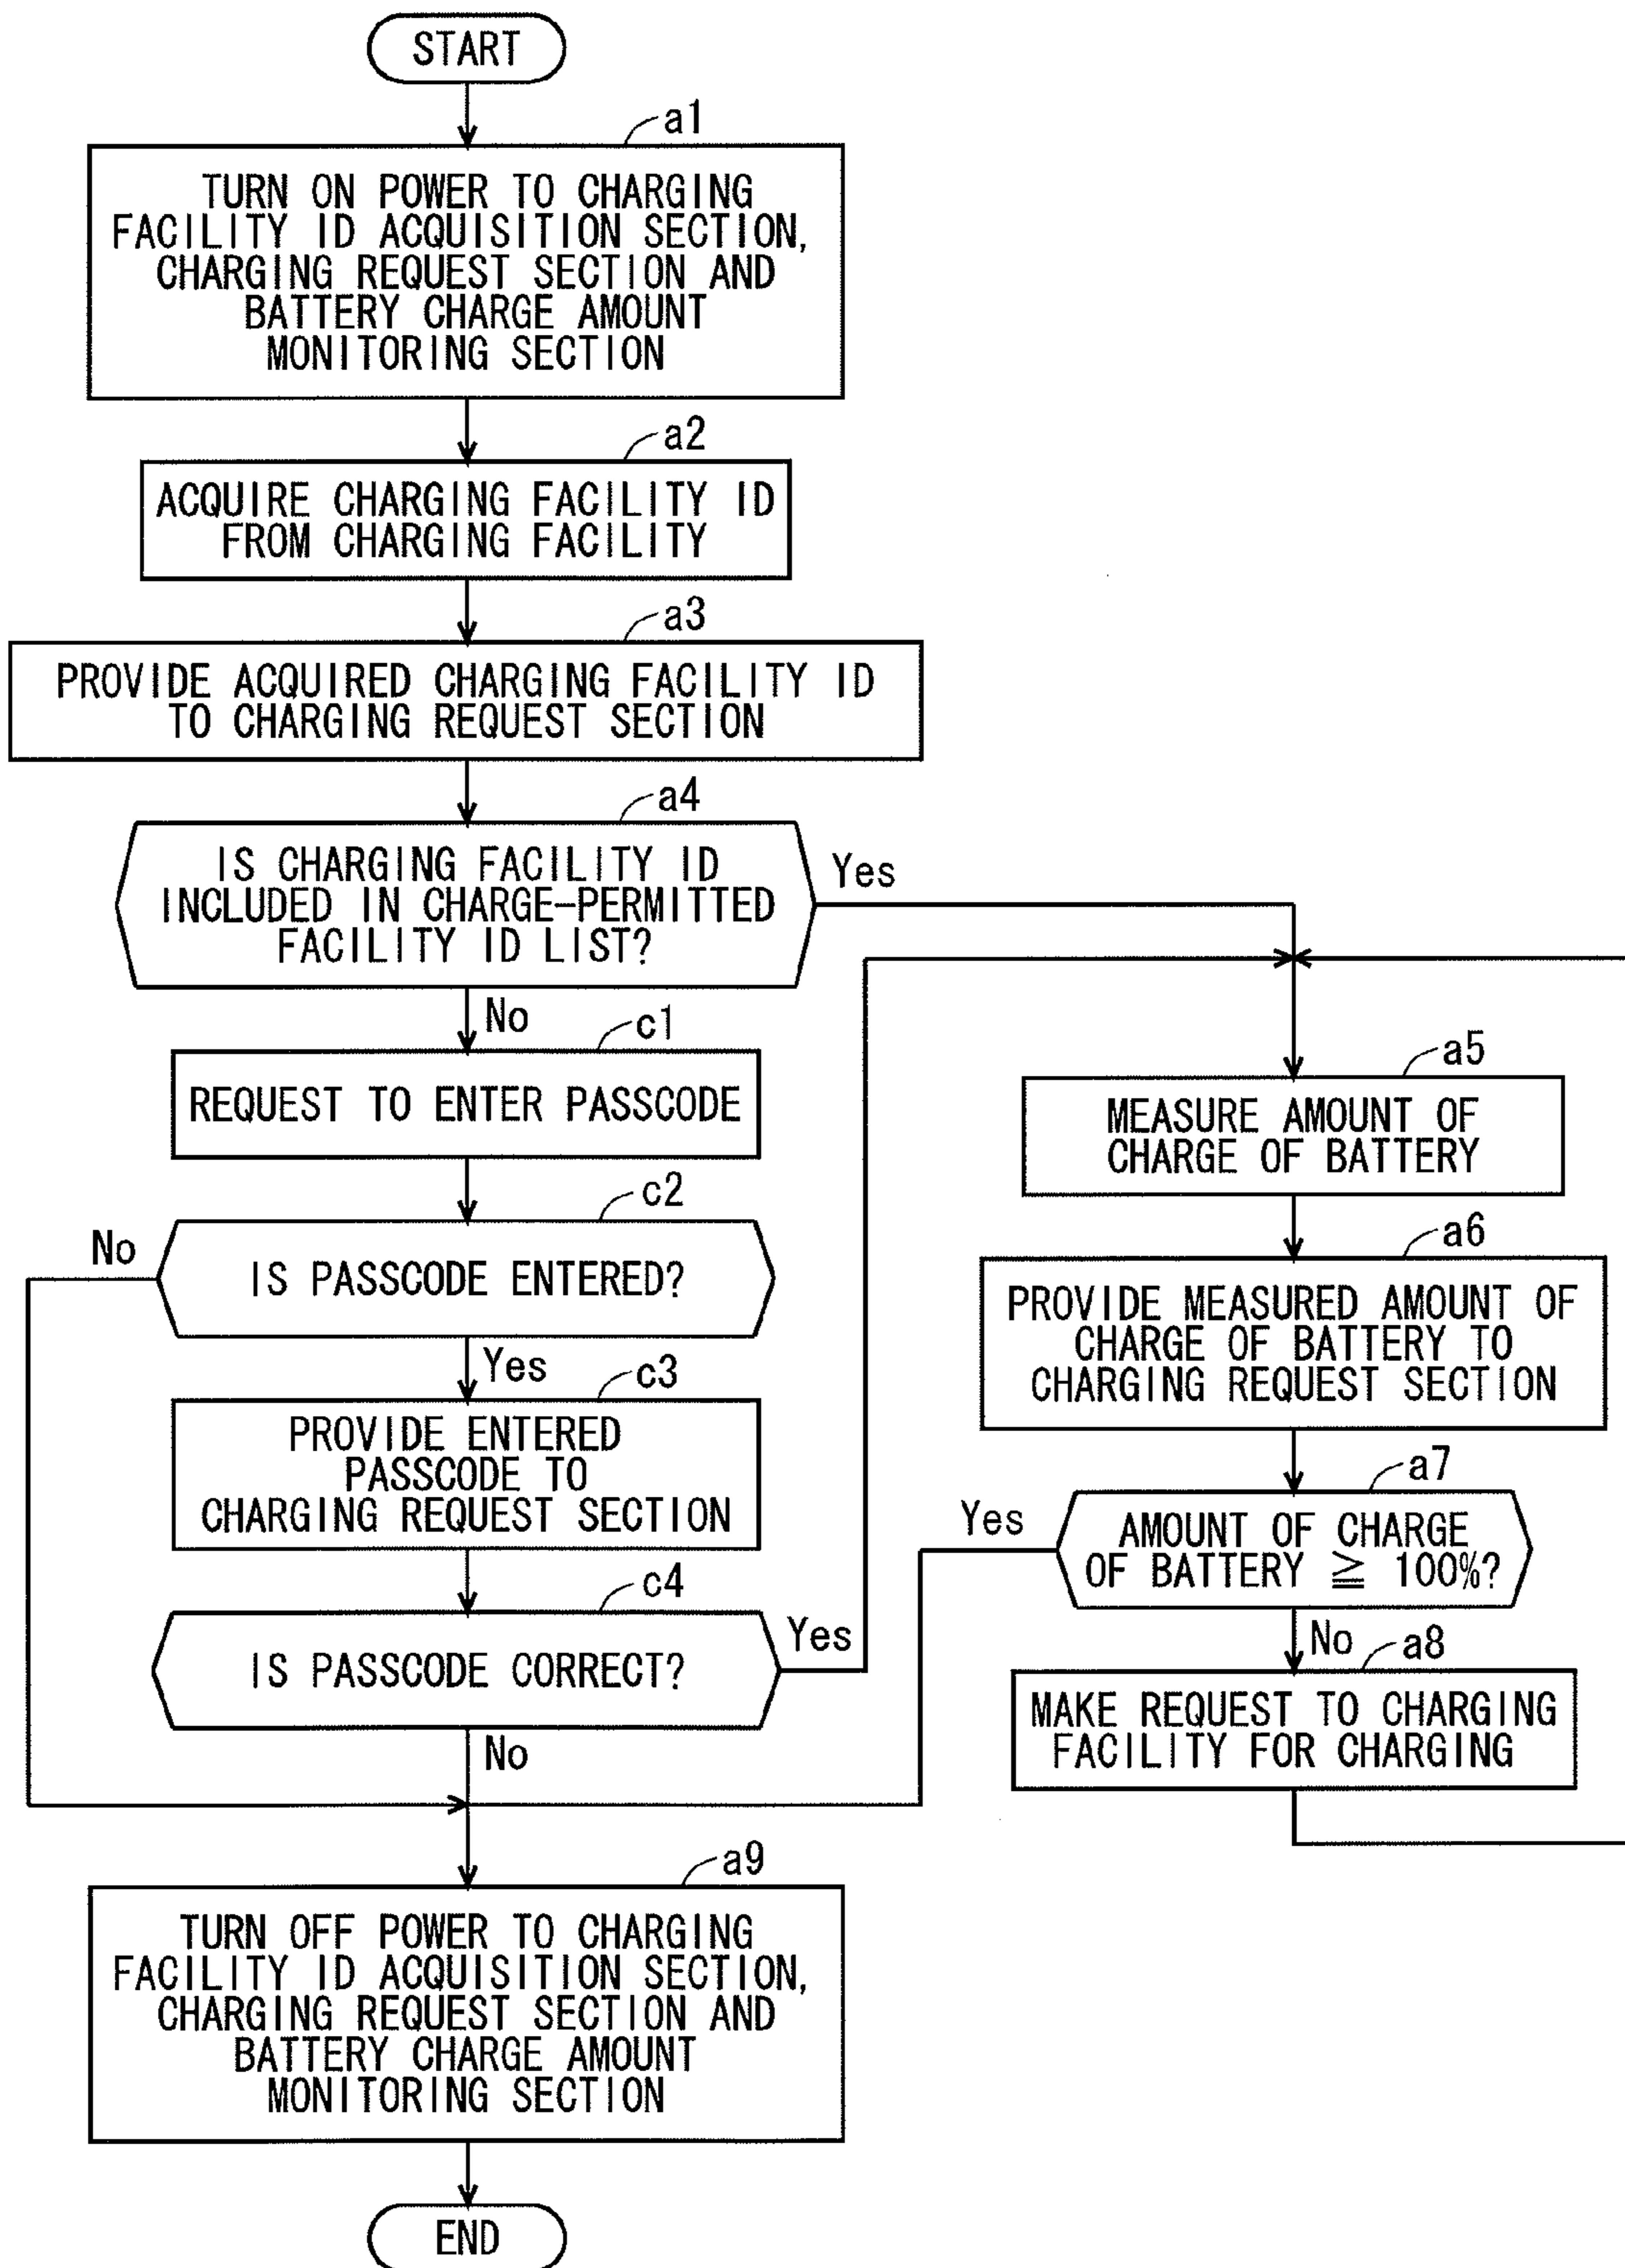 START
a1
TURN ON POWER TO CHARGING
FACILITY ID ACQUISITION SECTION,
CHARGING REQUEST SECTION AND
BATTERY CHARGE AMOUNT
MONITORING SECTION
a2
ACQUIRE CHARGING FACILITY ID
FROM CHARGING FACILITY
a3
PROVIDE ACQUIRED CHARGING FACILITY ID
TO CHARGING REQUEST SECTION
a4
IS CHARGING FACILITY ID
INCLUDED IN CHARGE-PERMITTED
FACILITY ID LIST?
Yes
No
c1
REQUEST TO ENTER PASSCODE
c2
No
IS PASSCODE ENTERED?
Yes
c3
PROVIDE ENTERED
PASSCODE TO
CHARGING REQUEST SECTION
c4
IS PASSCODE CORRECT?
Yes
No
a5
MEASURE AMOUNT OF
CHARGE OF BATTERY
a6
PROVIDE MEASURED AMOUNT OF
CHARGE OF BATTERY TO
CHARGING REQUEST SECTION
a7
Yes
AMOUNT OF CHARGE
OF BATTERY ≧ 100%?
No
a8
MAKE REQUEST TO CHARGING
FACILITY FOR CHARGING
a9
TURN OFF POWER TO CHARGING
FACILITY ID ACQUISITION SECTION,
CHARGING REQUEST SECTION AND
BATTERY CHARGE AMOUNT
MONITORING SECTION
END